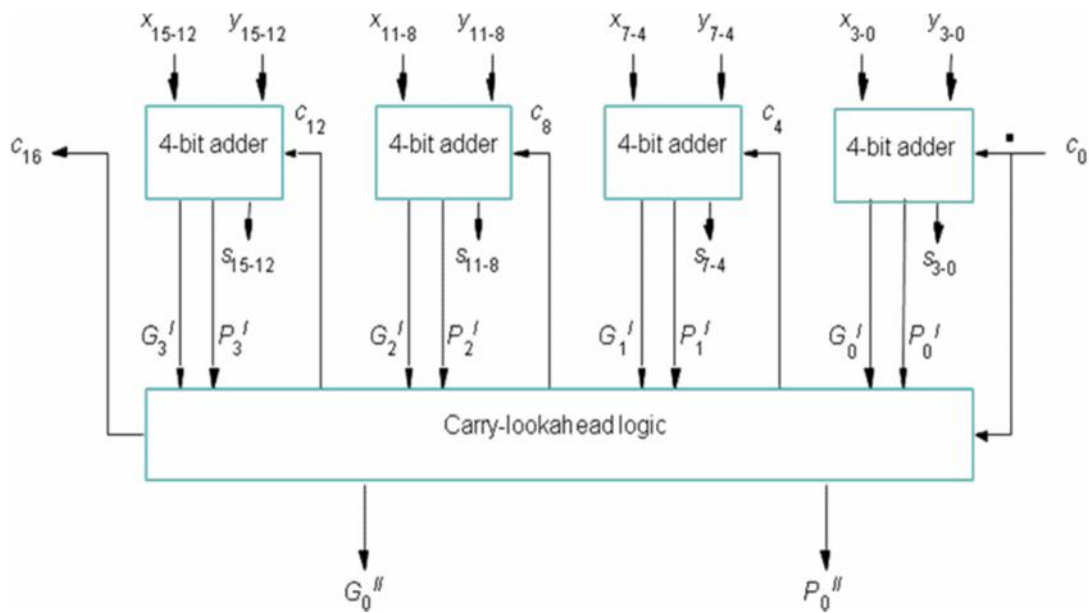 x15-12 y15-12 x11-8 y11-8 x7-4 y7-4 x3-0 y3-0
c12 c8 c4
c16 4-bit adder 4-bit adder 4-bit adder 4-bit adder c0
s15-12 s11-8 s7-4 s3-0
G3I P3I G2I P2I G1I P1I G0I P0I
Carry-lookahead logic
G0II P0II